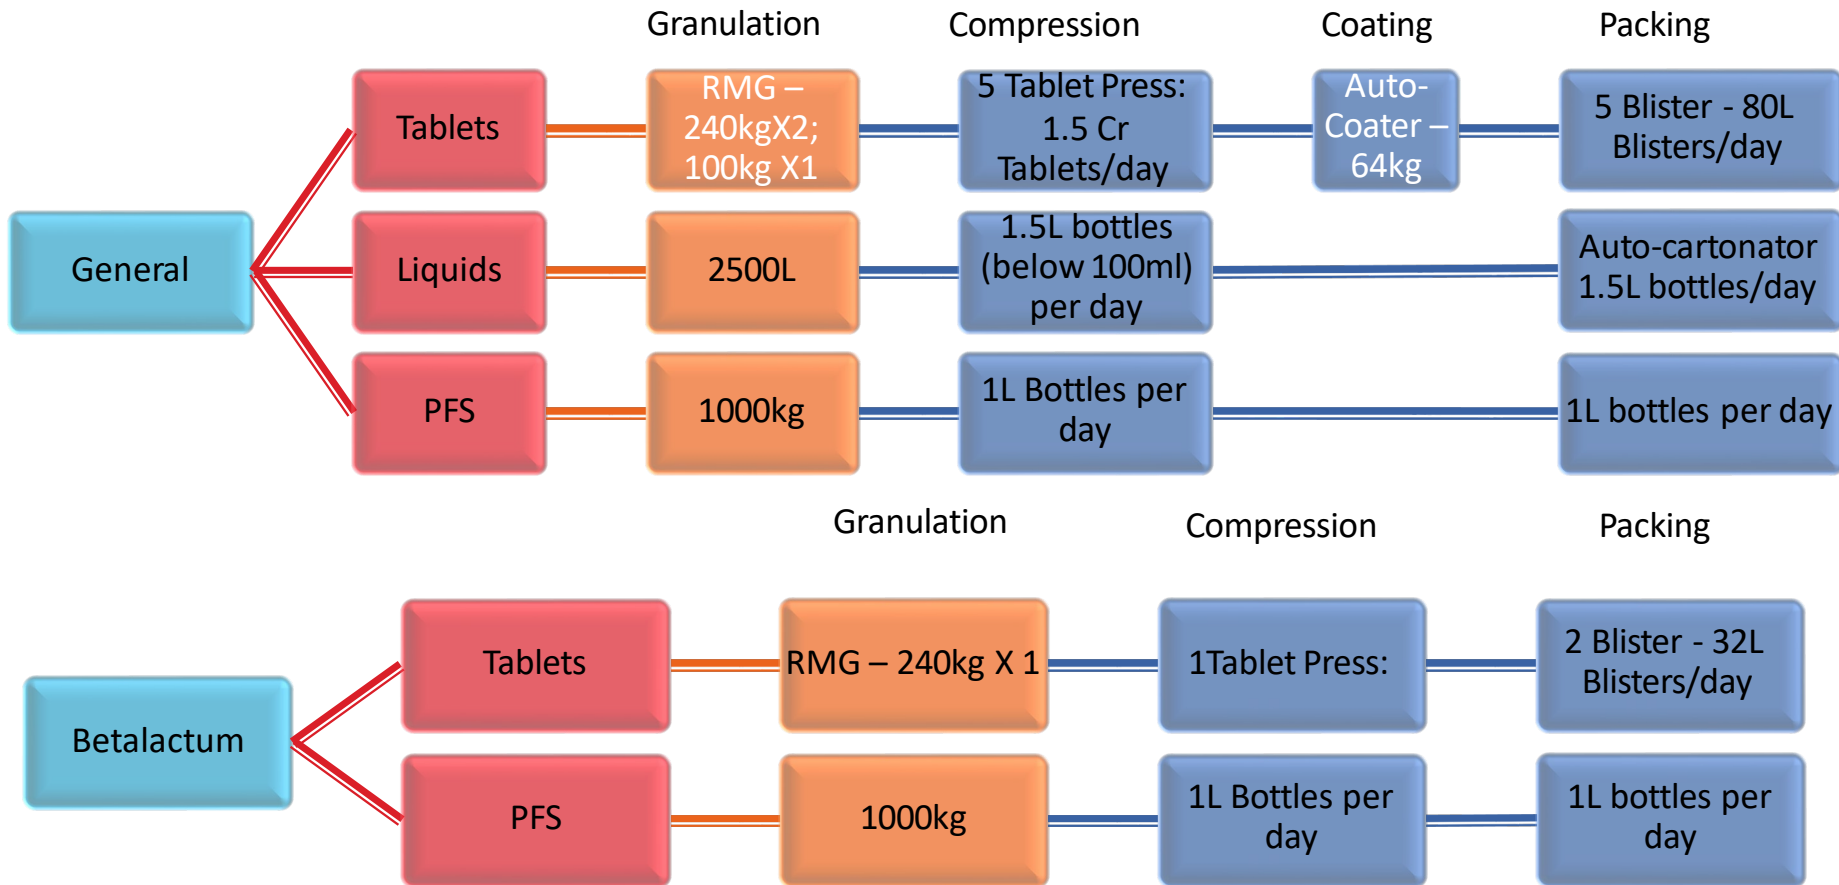 Granulation
Compression
Coating
Packing
General
Tablets
RMG –
240kgX2;
100kg X1
5 Tablet Press:
1.5 Cr
Tablets/day
Auto-
Coater –
64kg
5 Blister - 80L
Blisters/day
Liquids
2500L
1.5L bottles
(below 100ml)
per day
Auto-cartonator
1.5L bottles/day
PFS
1000kg
1L Bottles per
day
1L bottles per day
Granulation
Compression
Packing
Betalactum
Tablets
RMG – 240kg X 1
1Tablet Press:
2 Blister - 32L
Blisters/day
PFS
1000kg
1L Bottles per
day
1L bottles per
day